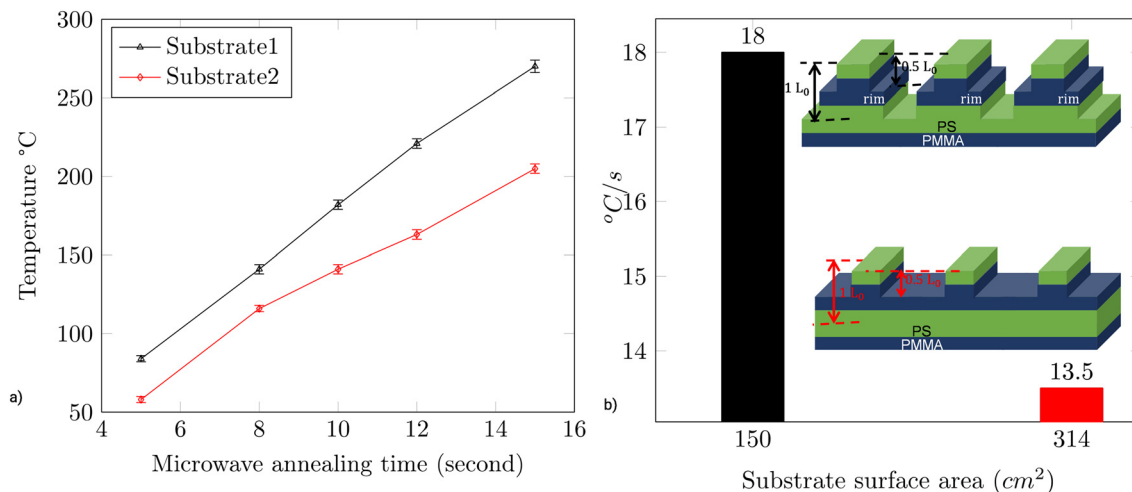 300
250
200
150
100
50
4
6
8
10
12
14
16
Temperature °C
Microwave annealing time (second)
Substrate1
Substrate2
a)
18
17
16
15
14
°C/s
18
13.5
150
314
Substrate surface area (cm²)
b)
1 L₀
0.5 L₀
rim
rim
rim
PS
PMMA
1 L₀
0.5 L₀
PS
PMMA